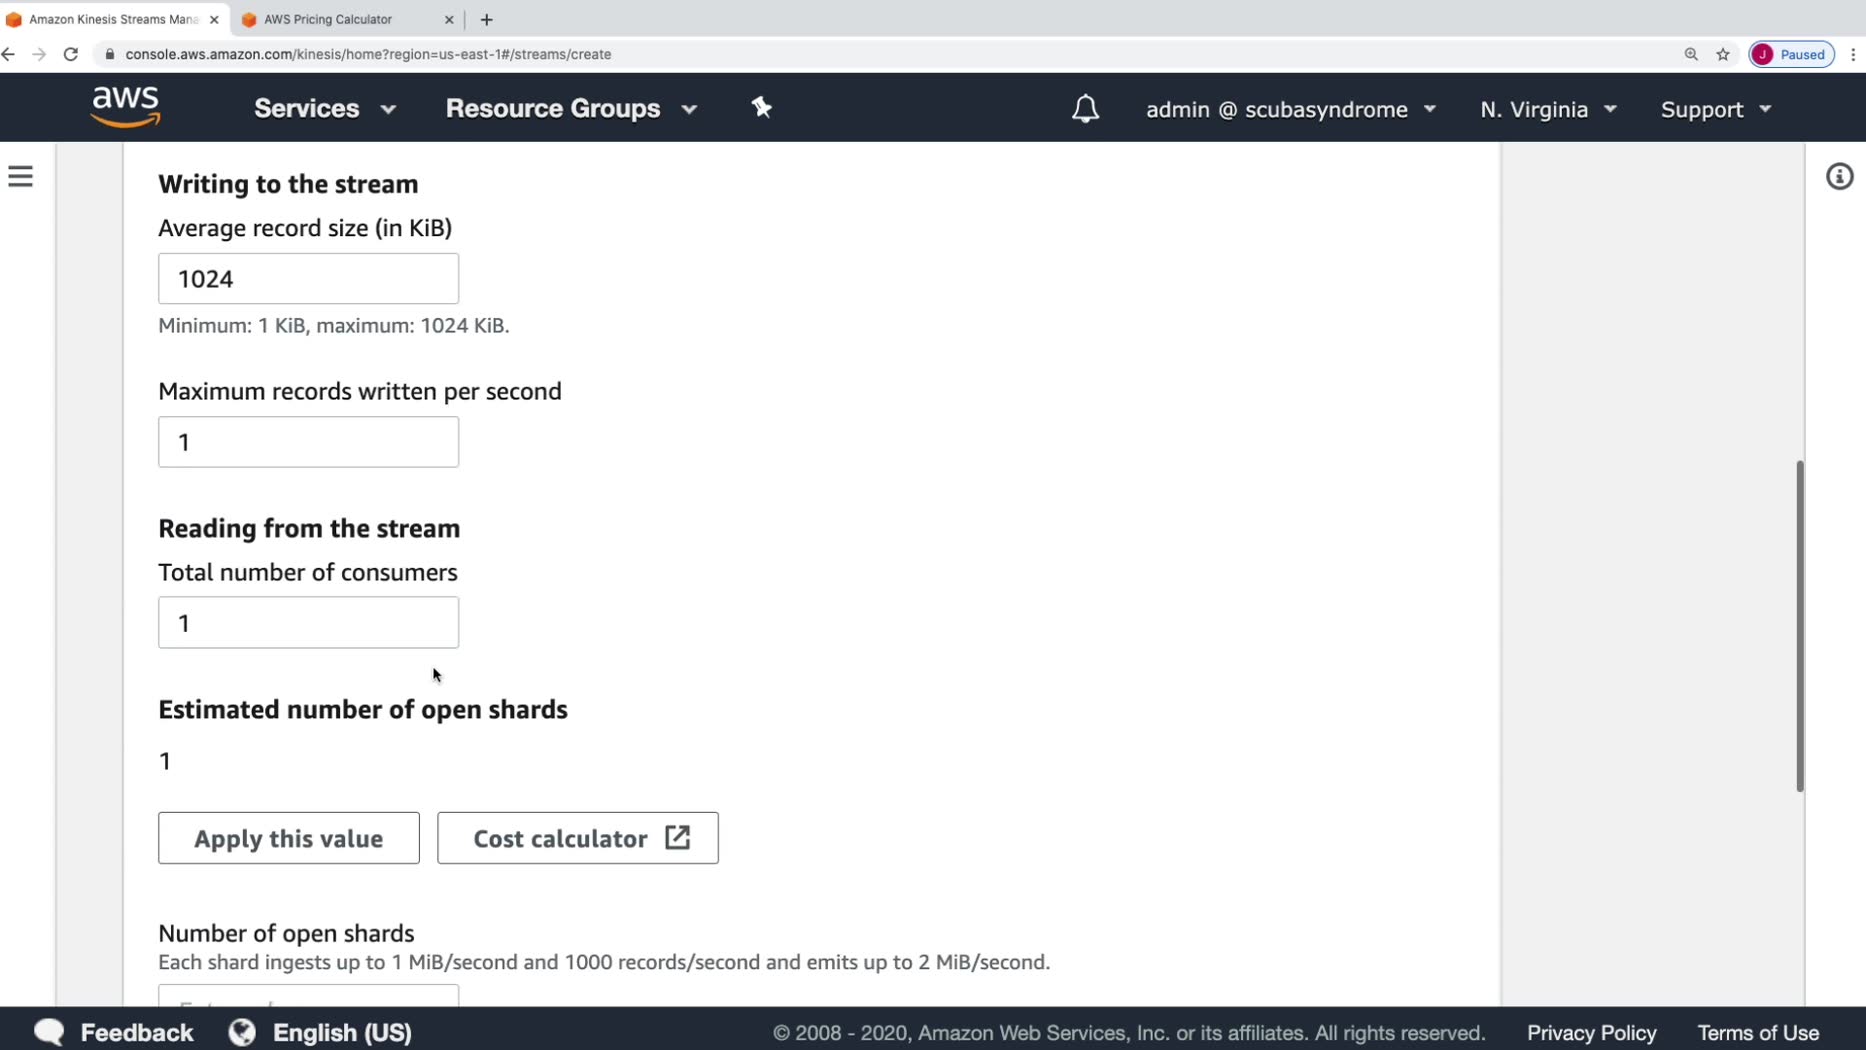 Amazon Kinesis Streams Mana
AWS Pricing Calculator
console.aws.amazon.com/kinesis/home?region=us-east-1#/streams/create
J Paused
aws
Services
Resource Groups
admin @ scubasyndrome
N. Virginia
Support
Writing to the stream
Average record size (in KiB)
1024
Minimum: 1 KiB, maximum: 1024 KiB.
Maximum records written per second
1
Reading from the stream
Total number of consumers
1
Estimated number of open shards
1
Apply this value
Cost calculator
Number of open shards
Each shard ingests up to 1 MiB/second and 1000 records/second and emits up to 2 MiB/second.
Feedback
English (US)
© 2008 - 2020, Amazon Web Services, Inc. or its affiliates. All rights reserved.
Privacy Policy
Terms of Use